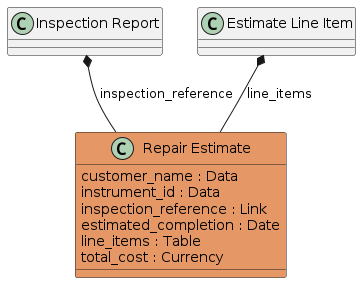 C Inspection Report
C Estimate Line Item
inspection_reference
line_items
C Repair Estimate
customer_name : Data
instrument_id : Data
inspection_reference : Link
estimated_completion : Date
line_items : Table
total_cost : Currency